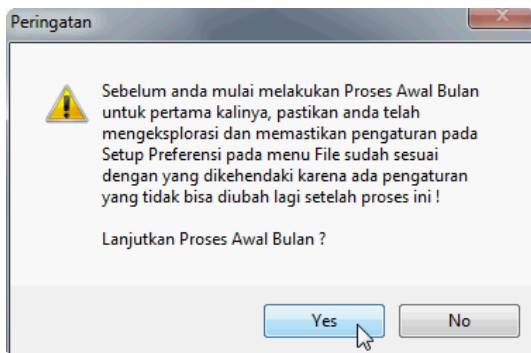 Peringatan
Sebelum anda mulai melakukan Proses Awal Bulan
untuk pertama kalinya, pastikan anda telah
mengeksplorasi dan memastikan pengaturan pada
Setup Preferensi pada menu File sudah sesuai
dengan yang dikehendaki karena ada pengaturan
yang tidak bisa diubah lagi setelah proses ini !
Lanjutkan Proses Awal Bulan ?
Yes
No